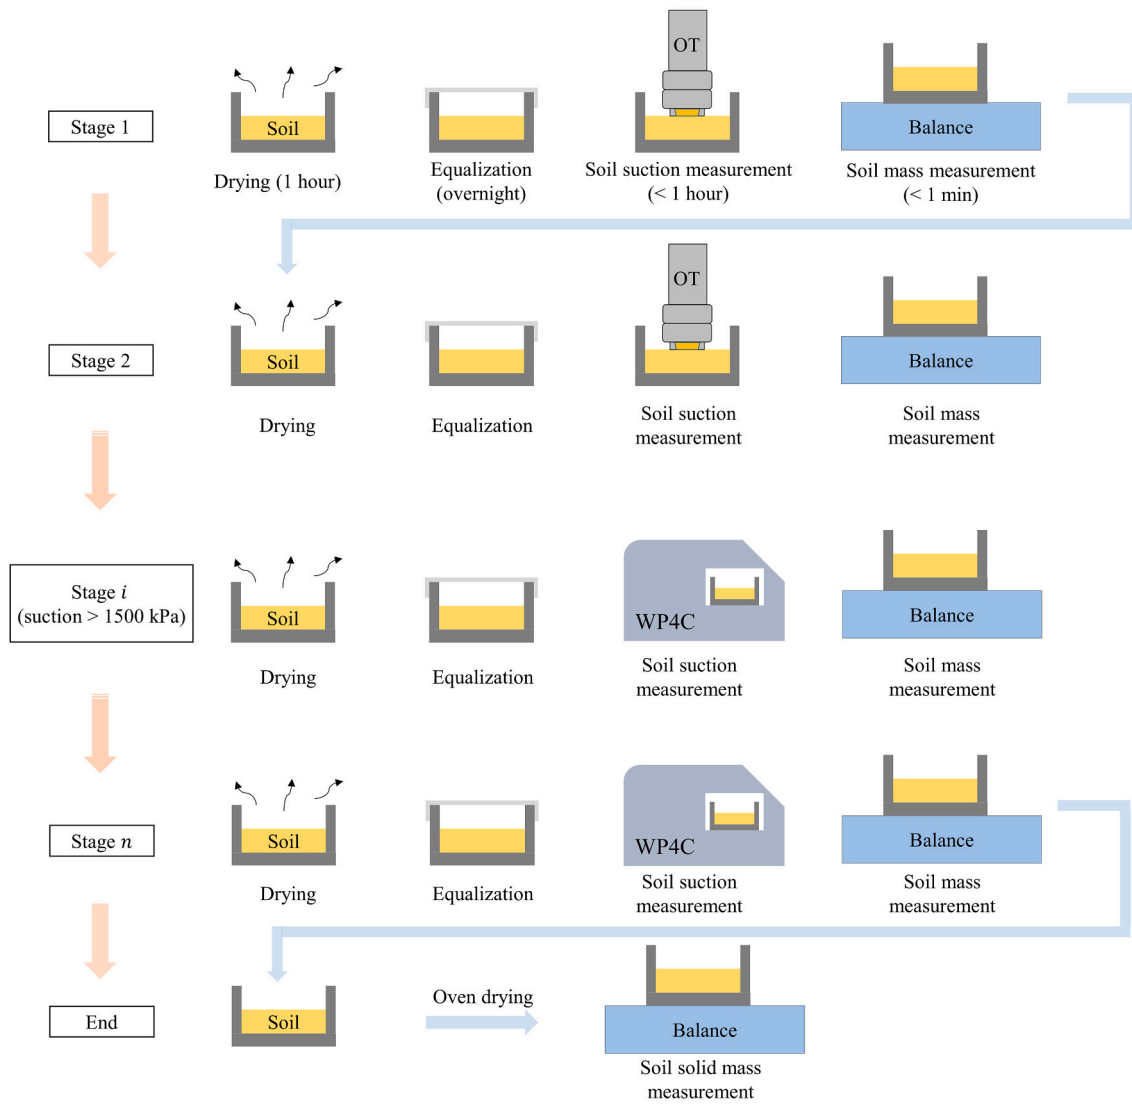 OT
Stage 1
Soil
Balance
Drying (1 hour)
Equalization
(overnight)
Soil suction measurement
(< 1 hour)
Soil mass measurement
(< 1 min)
OT
Stage 2
Soil
Balance
Drying
Equalization
Soil suction
measurement
Soil mass
measurement
Stage i
(suction > 1500 kPa)
Soil
WP4C
Balance
Drying
Equalization
Soil suction
measurement
Soil mass
measurement
Stage n
Soil
WP4C
Balance
Drying
Equalization
Soil suction
measurement
Soil mass
measurement
End
Soil
Oven drying
Balance
Soil solid mass
measurement